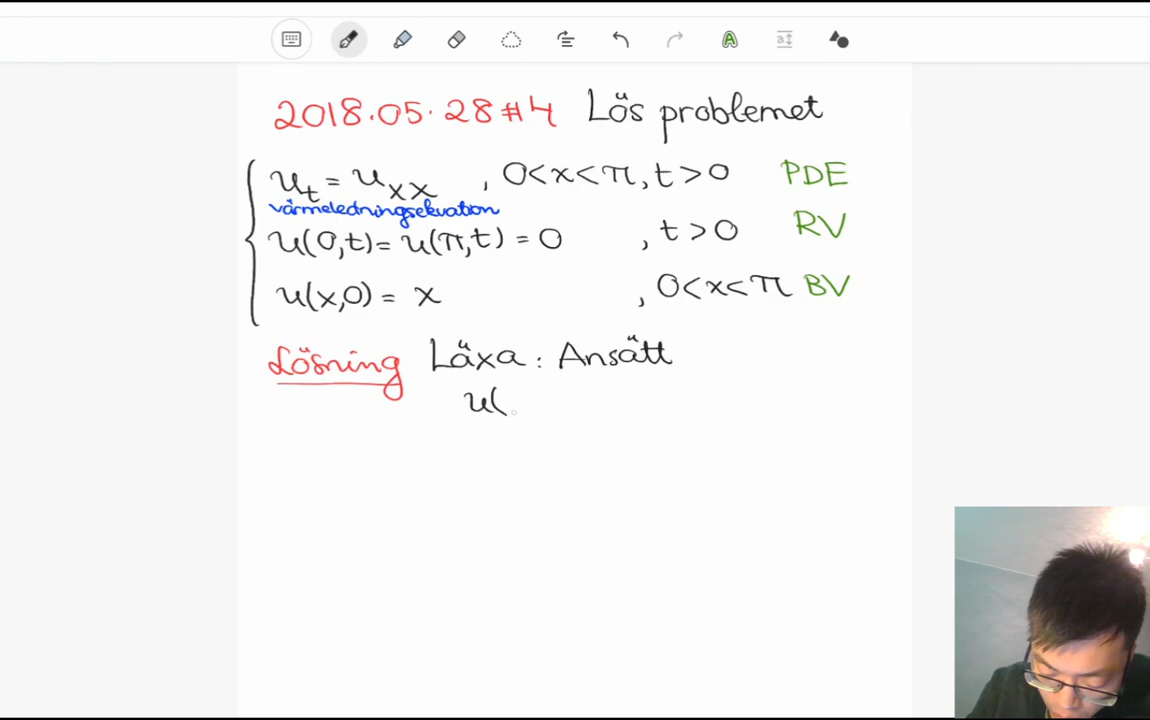 2018.05.28 #4 Lös problemet
u_t = u_xx , 0<x<π, t>0 PDE
värmeledningsekvation
u(0,t) = u(π,t) = 0 , t>0 RV
u(x,0) = x , 0<x<π BV
Lösning Läxa: Ansätt
u(